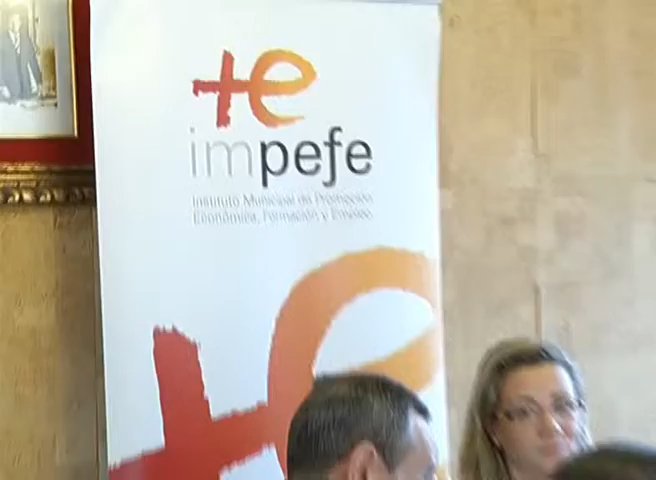 +e
impefe
Instituto Municipal de Promoción
Económica, Formación y Empleo
+e